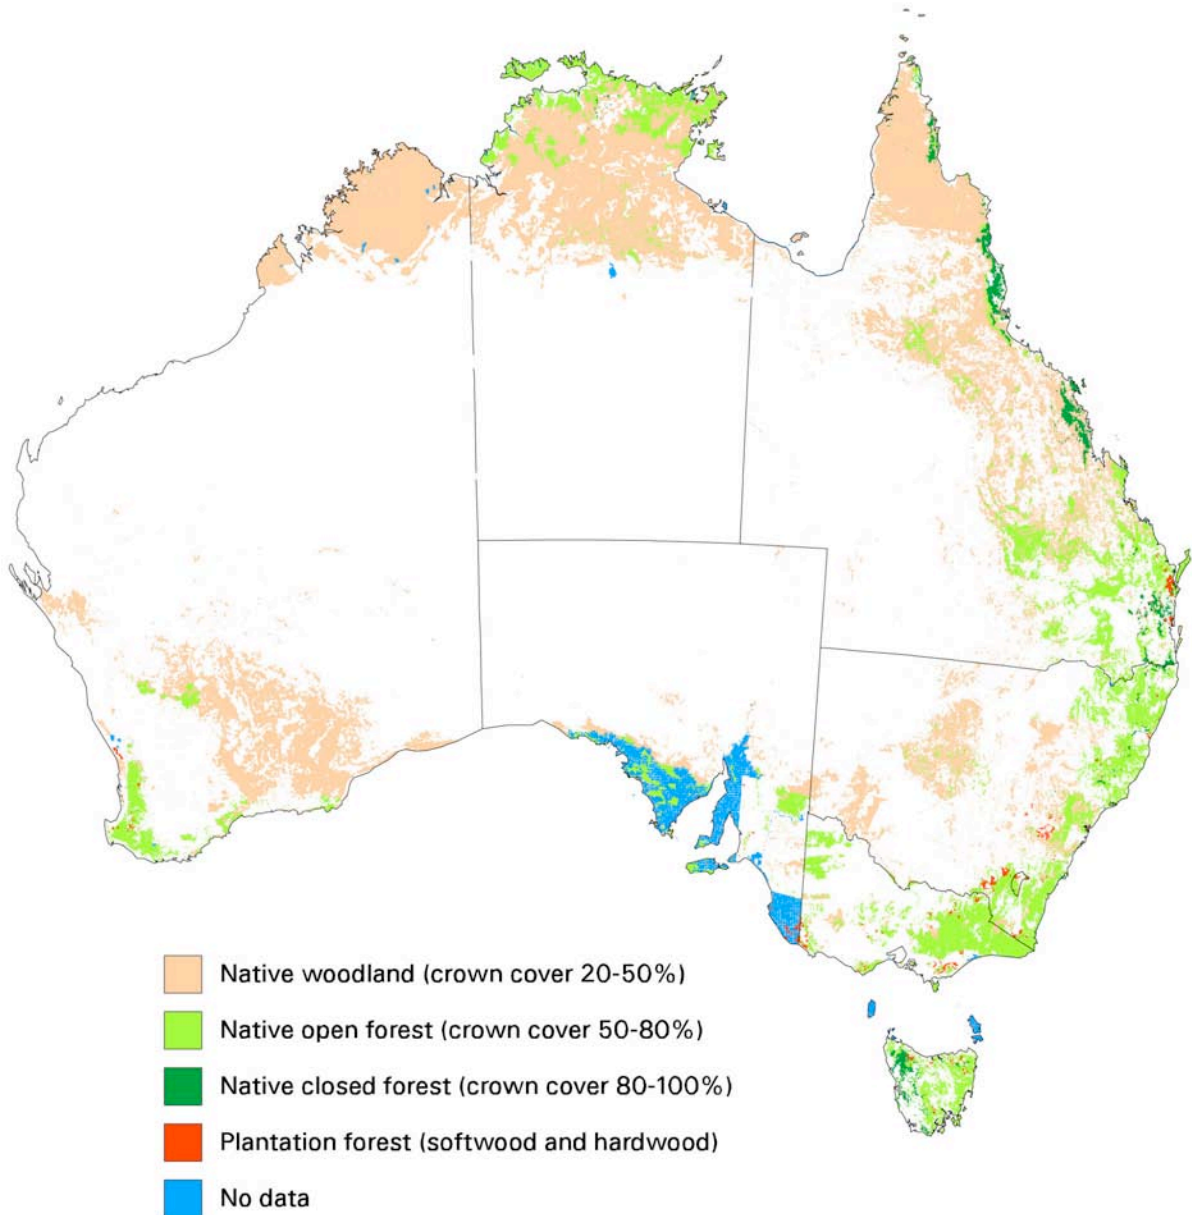 Native woodland (crown cover 20-50%)
Native open forest (crown cover 50-80%)
Native closed forest (crown cover 80-100%)
Plantation forest (softwood and hardwood)
No data